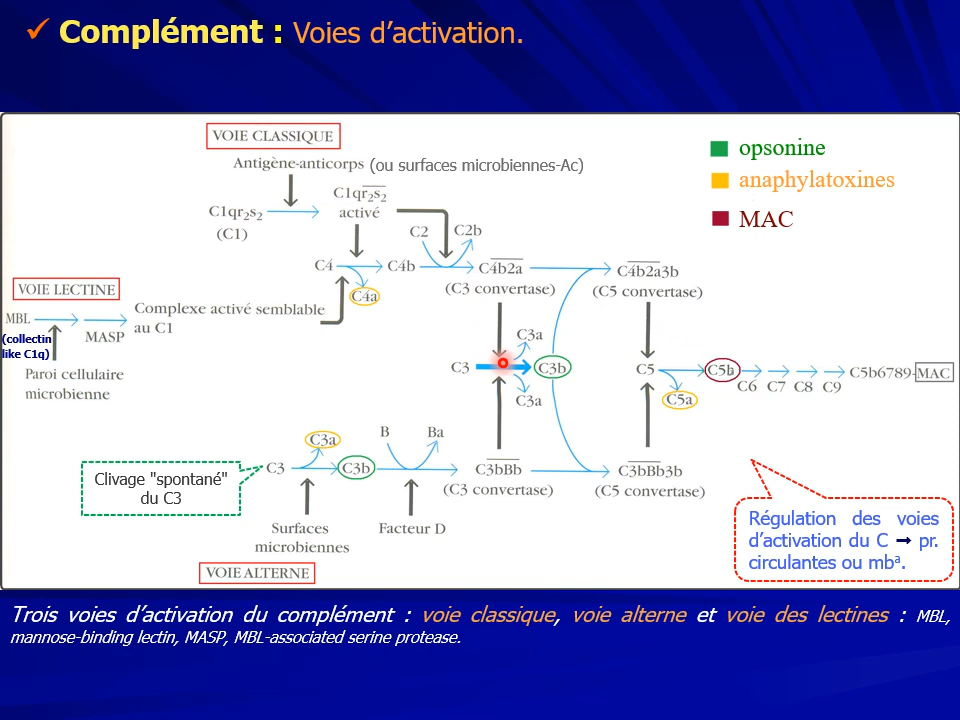 ✓ Complément : Voies d’activation.
VOIE CLASSIQUE
Antigène-anticorps (ou surfaces microbiennes-Ac)
opsonine
anaphylatoxines
MAC
C1qr2s2
(C1)
C1qr2s2
activé
C2
C2b
C4
C4b
C4a
C4b2a
(C3 convertase)
C4b2a3b
(C5 convertase)
VOIE LECTINE
MBL
(collectin
like C1q)
MASP
Complexe activé semblable
au C1
Paroi cellulaire
microbienne
C3
C3a
C3b
C3a
C5
C5b
C5a
C6
C7
C8
C9
C5b6789-MAC
Clivage "spontané"
du C3
C3
C3a
C3b
B
Ba
C3bBb
(C3 convertase)
C3bBb3b
(C5 convertase)
Surfaces
microbiennes
Facteur D
VOIE ALTERNE
Régulation des voies
d’activation du C ➞ pr.
circulantes ou mbª.
Trois voies d’activation du complément : voie classique, voie alterne et voie des lectines : MBL,
mannose-binding lectin, MASP, MBL-associated serine protease.